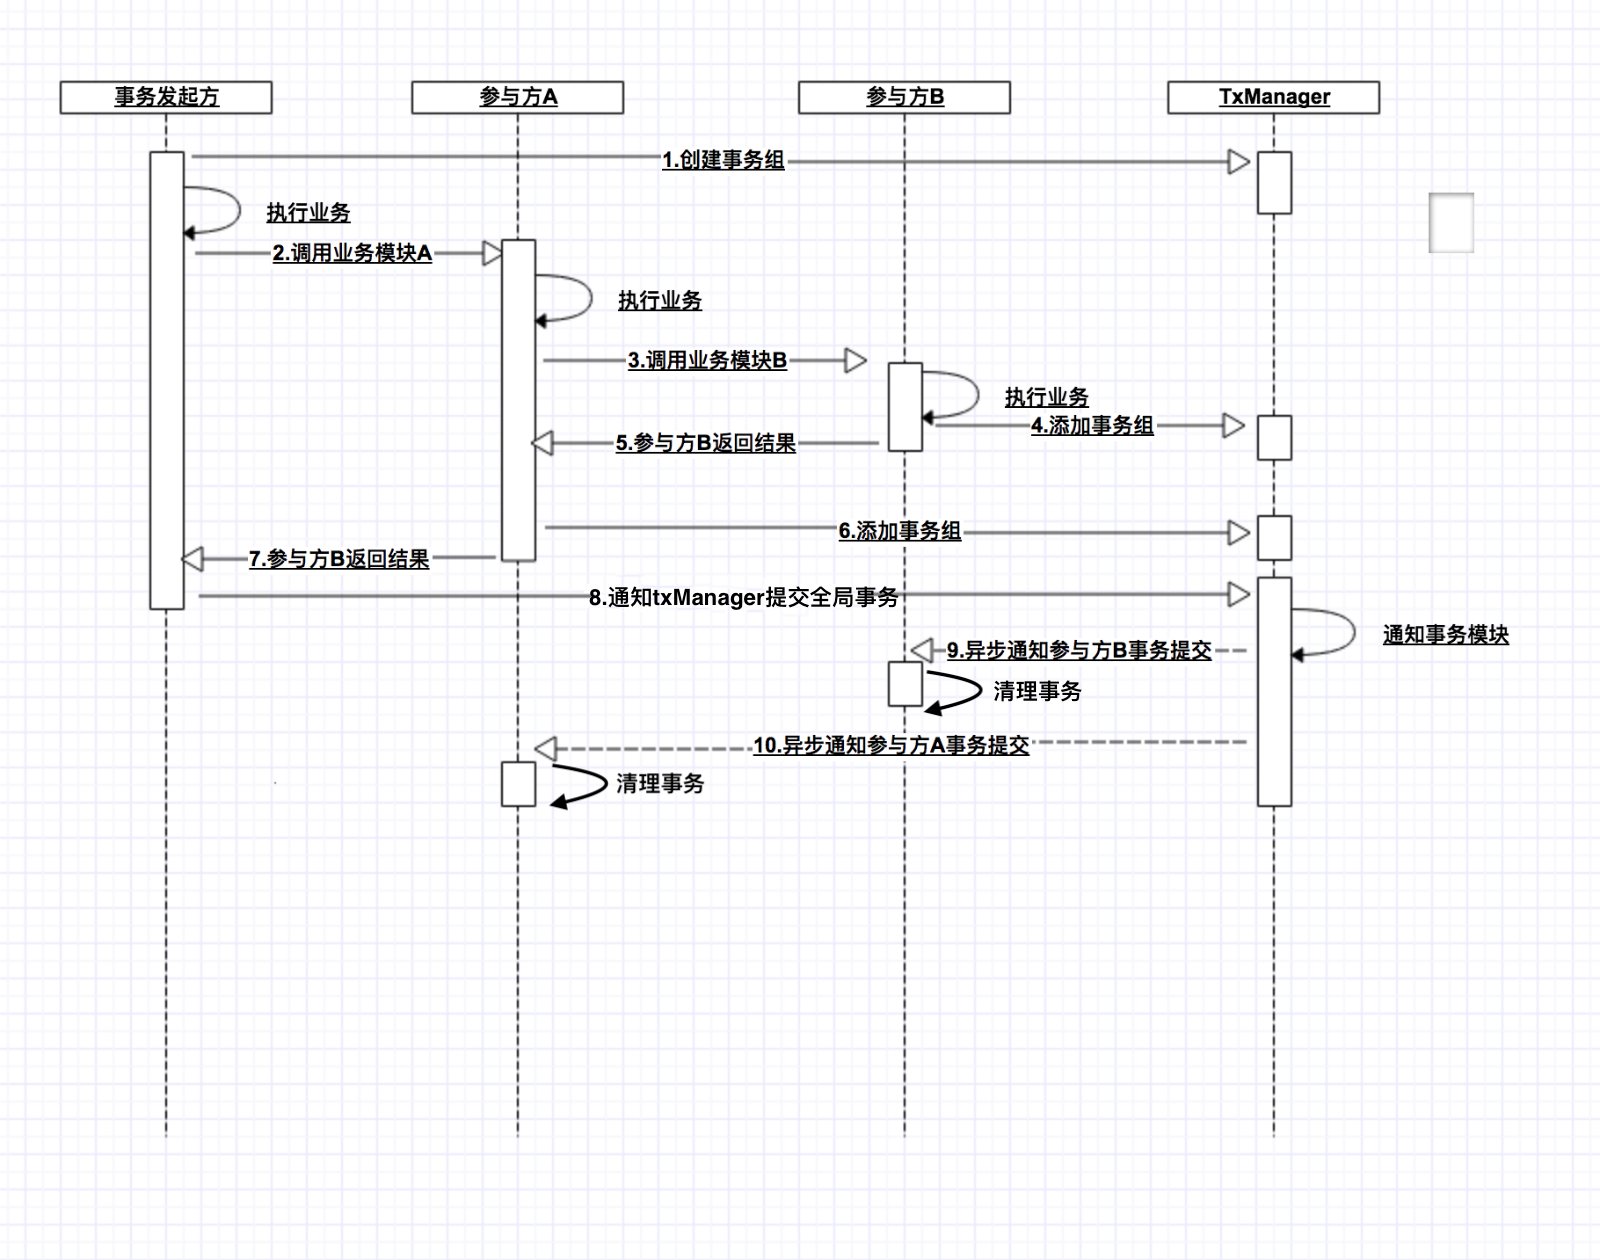 事务发起方
参与方A
参与方B
TxManager
1.创建事务组
执行业务
2.调用业务模块A
执行业务
3.调用业务模块B
执行业务
4.添加事务组
5.参与方B返回结果
6.添加事务组
7.参与方B返回结果
8.通知txManager提交全局事务
通知事务模块
9.异步通知参与方B事务提交
清理事务
10.异步通知参与方A事务提交
清理事务